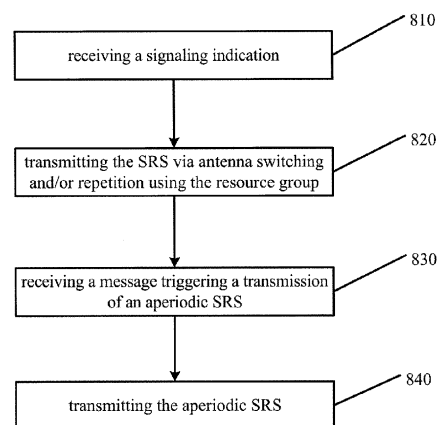 810
receiving a signaling indication
820
transmitting the SRS via antenna switching
and/or repetition using the resource group
830
receiving a message triggering a transmission
of an aperiodic SRS
840
transmitting the aperiodic SRS